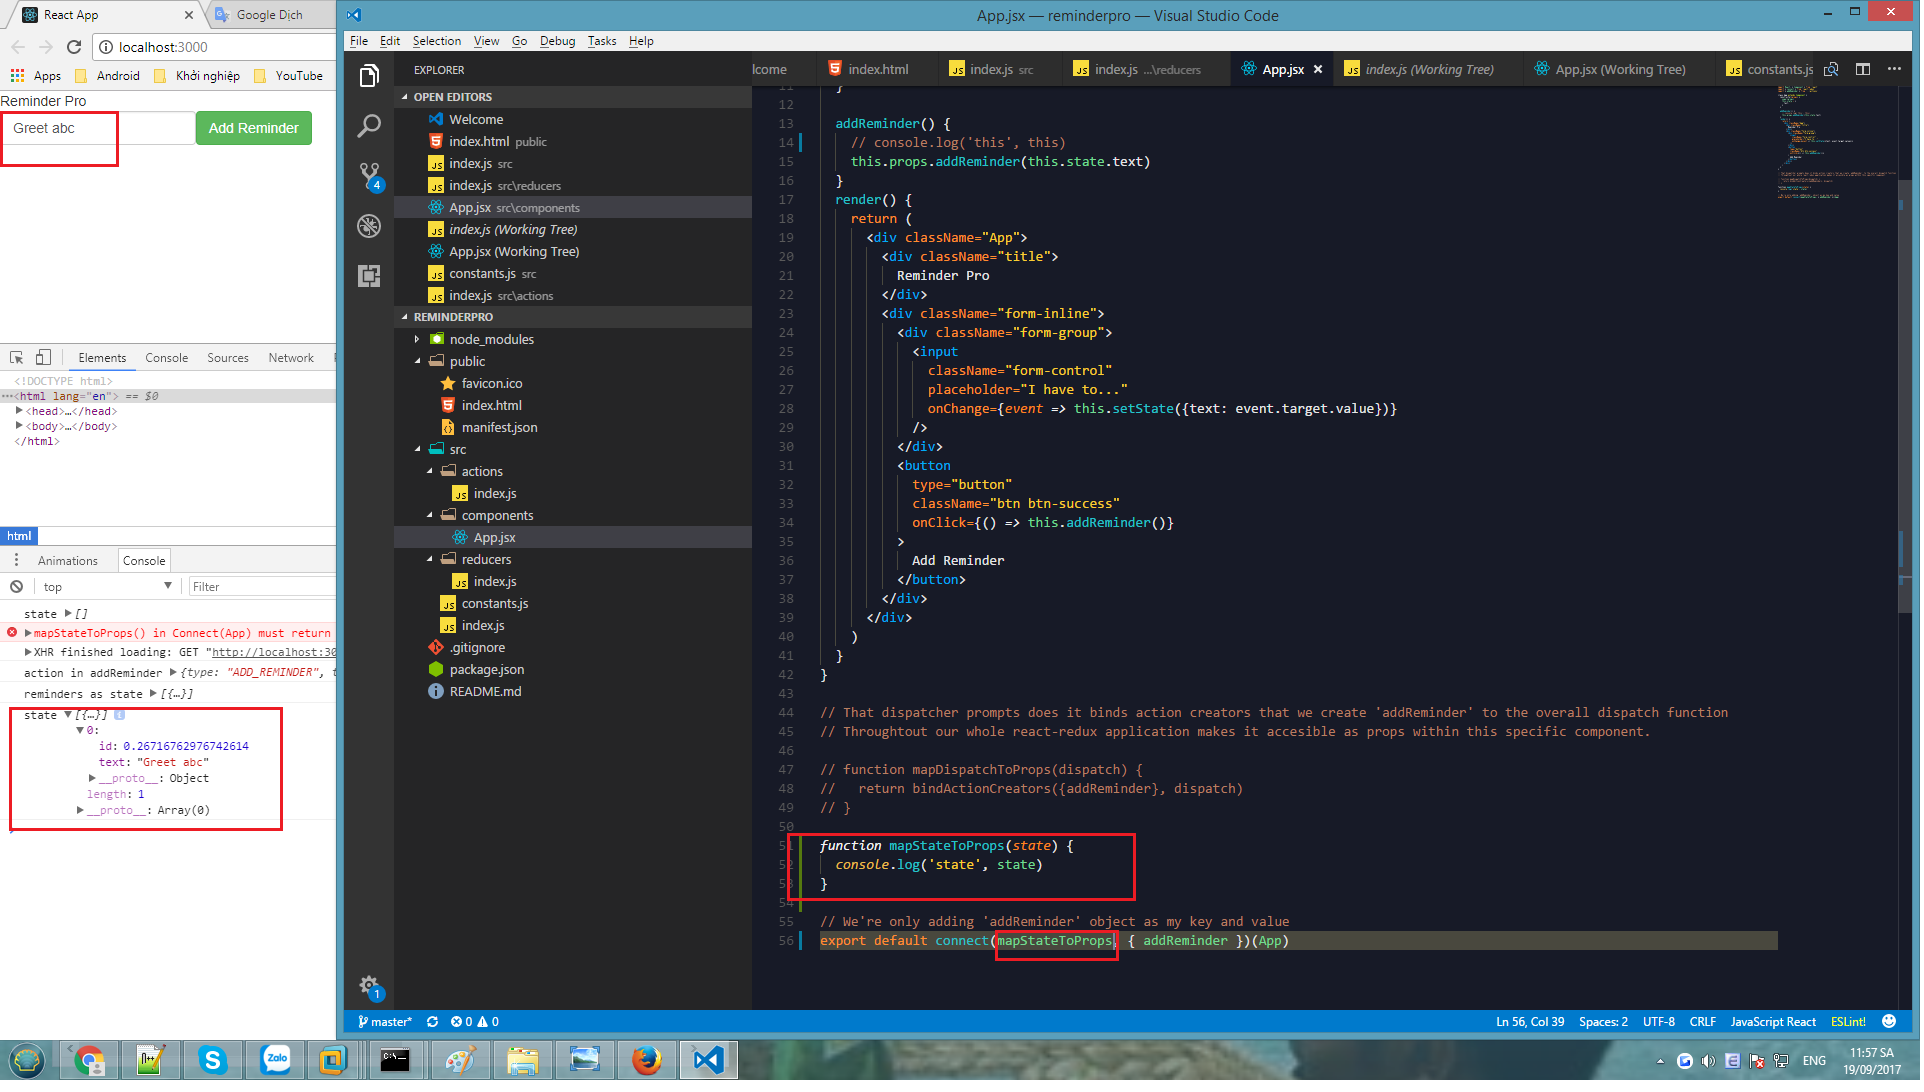 React App
Google Dịch
localhost:3000
Apps
Android
Khởi nghiệp
YouTube
Reminder Pro
Greet abc
Add Reminder
Elements
Console
Sources
Network
<!DOCTYPE html>
<html lang="en"> == $0
<head>…</head>
<body>…</body>
</html>
html
Animations
Console
top
Filter
state []
mapStateToProps() in Connect(App) must return
XHR finished loading: GET "http://localhost:30
action in addReminder {type: "ADD_REMINDER", t
reminders as state [{…}]
state [{…}]
0:
id: 0.26716762976742614
text: "Greet abc"
__proto__: Object
length: 1
__proto__: Array(0)
App.jsx — reminderpro — Visual Studio Code
File Edit Selection View Go Debug Tasks Help
EXPLORER
OPEN EDITORS
Welcome
index.html public
index.js src
index.js src\reducers
App.jsx src\components
index.js (Working Tree)
App.jsx (Working Tree)
constants.js src
index.js src\actions
REMINDERPRO
node_modules
public
favicon.ico
index.html
manifest.json
src
actions
index.js
components
App.jsx
reducers
index.js
constants.js
index.js
.gitignore
package.json
README.md
4
1
lcome
index.html
index.js src
index.js ...\reducers
App.jsx
index.js (Working Tree)
App.jsx (Working Tree)
constants.js
11 }
12
13 addReminder() {
14 // console.log('this', this)
15 this.props.addReminder(this.state.text)
16 }
17 render() {
18 return (
19 <div className="App">
20 <div className="title">
21 Reminder Pro
22 </div>
23 <div className="form-inline">
24 <div className="form-group">
25 <input
26 className="form-control"
27 placeholder="I have to..."
28 onChange={event => this.setState({text: event.target.value})}
29 />
30 </div>
31 <button
32 type="button"
33 className="btn btn-success"
34 onClick={() => this.addReminder()}
35 >
36 Add Reminder
37 </button>
38 </div>
39 </div>
40 )
41 }
42 }
43
44 // That dispatcher prompts does it binds action creators that we create 'addReminder' to the overall dispatch function
45 // Throughtout our whole react-redux application makes it accesible as props within this specific component.
46
47 // function mapDispatchToProps(dispatch) {
48 // return bindActionCreators({addReminder}, dispatch)
49 // }
50
51 function mapStateToProps(state) {
52 console.log('state', state)
53 }
54
55 // We're only adding 'addReminder' object as my key and value
56 export default connect(mapStateToProps, { addReminder })(App)
master* 0 0
Ln 56, Col 39 Spaces: 2 UTF-8 CRLF JavaScript React ESLint!
Zalo
ENG
11:57 SA
19/09/2017